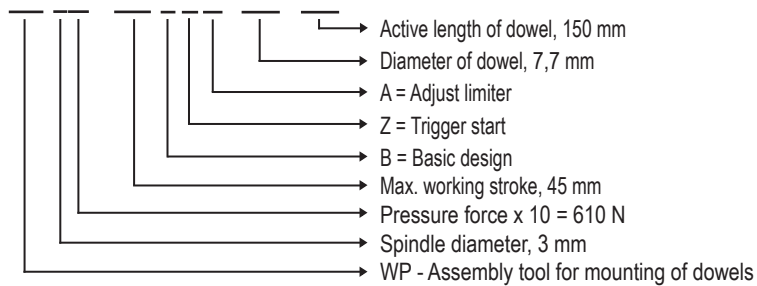 Active length of dowel, 150 mm
Diameter of dowel, 7,7 mm
A = Adjust limiter
Z = Trigger start
B = Basic design
Max. working stroke, 45 mm
Pressure force x 10 = 610 N
Spindle diameter, 3 mm
WP - Assembly tool for mounting of dowels